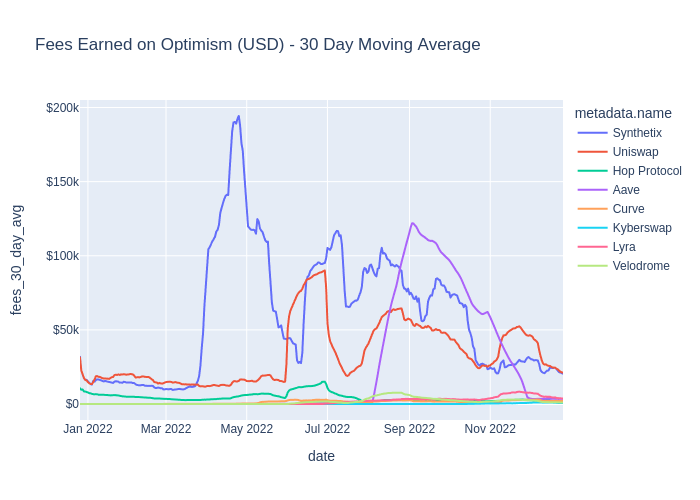 Fees Earned on Optimism (USD) - 30 Day Moving Average
metadata.name
Synthetix
Uniswap
Hop Protocol
Aave
Curve
Kyberswap
Lyra
Velodrome
fees_30_day_avg
$200k
$150k
$100k
$50k
$0
Jan 2022 Mar 2022 May 2022 Jul 2022 Sep 2022 Nov 2022
date